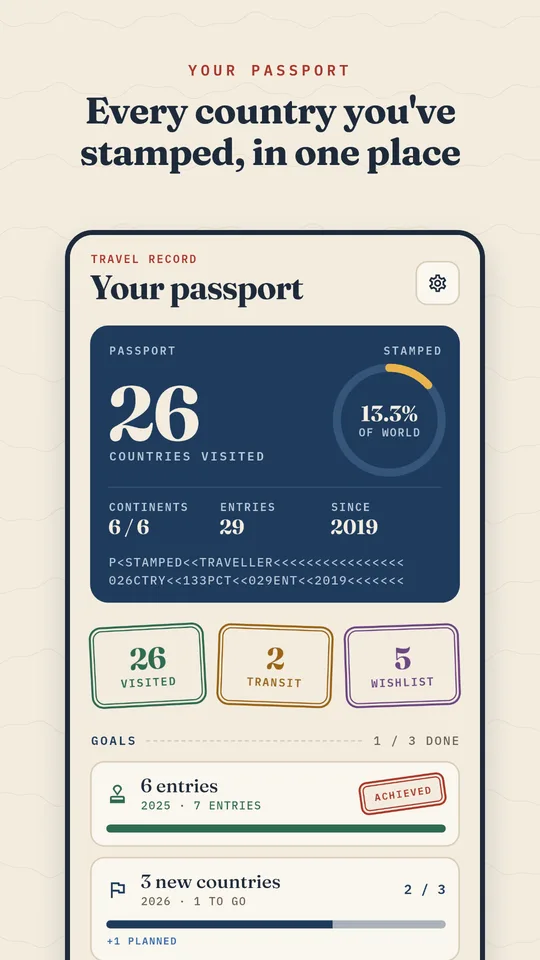 YOUR PASSPORT
Every country you've
stamped, in one place
TRAVEL RECORD
Your passport
PASSPORT
STAMPED
26
13.3%
OF WORLD
COUNTRIES VISITED
CONTINENTS
ENTRIES
SINCE
6 / 6
29
2019
P<STAMPED<<TRAVELLER<<<<<<<<<<<<<<<<<
026CTRY<<133PCT<<029ENT<<2019<<<<<<<
26
VISITED
2
TRANSIT
5
WISHLIST
GOALS
1 / 3 DONE
6 entries
2025 · 7 ENTRIES
ACHIEVED
3 new countries
2026 · 1 TO GO
2 / 3
+1 PLANNED